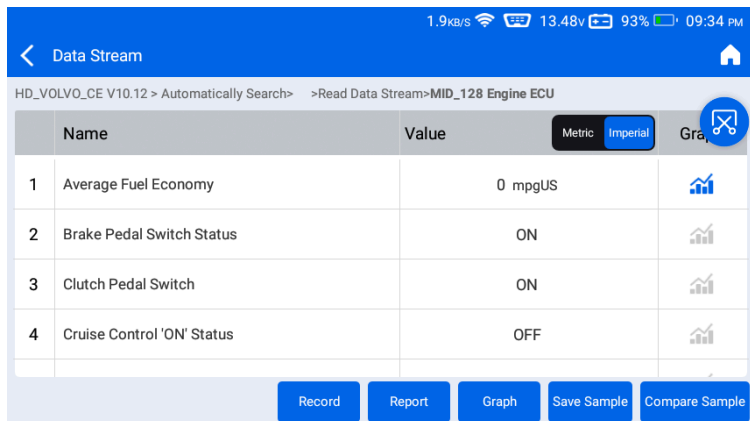 1.9KB/S 13.48V 93% 09:34 PM
Data Stream
HD_VOLVO_CE V10.12 > Automatically Search> >Read Data Stream>MID_128 Engine ECU
Name Value Metric Imperial
1 Average Fuel Economy 0 mpgUS
2 Brake Pedal Switch Status ON
3 Clutch Pedal Switch ON
4 Cruise Control 'ON' Status OFF
Record Report Graph Save Sample Compare Sample